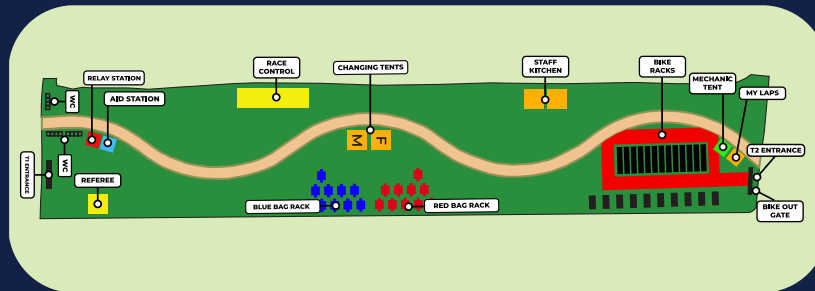 RACE
CONTROL
CHANGING TENTS
STAFF
KITCHEN
BIKE
RACKS
RELAY STATION
MECHANIC
TENT
MY LAPS
AID STATION
WC
M
F
WC
T2 ENTRANCE
T1 ENTRANCE
REFEREE
BLUE BAG RACK
RED BAG RACK
BIKE OUT
GATE